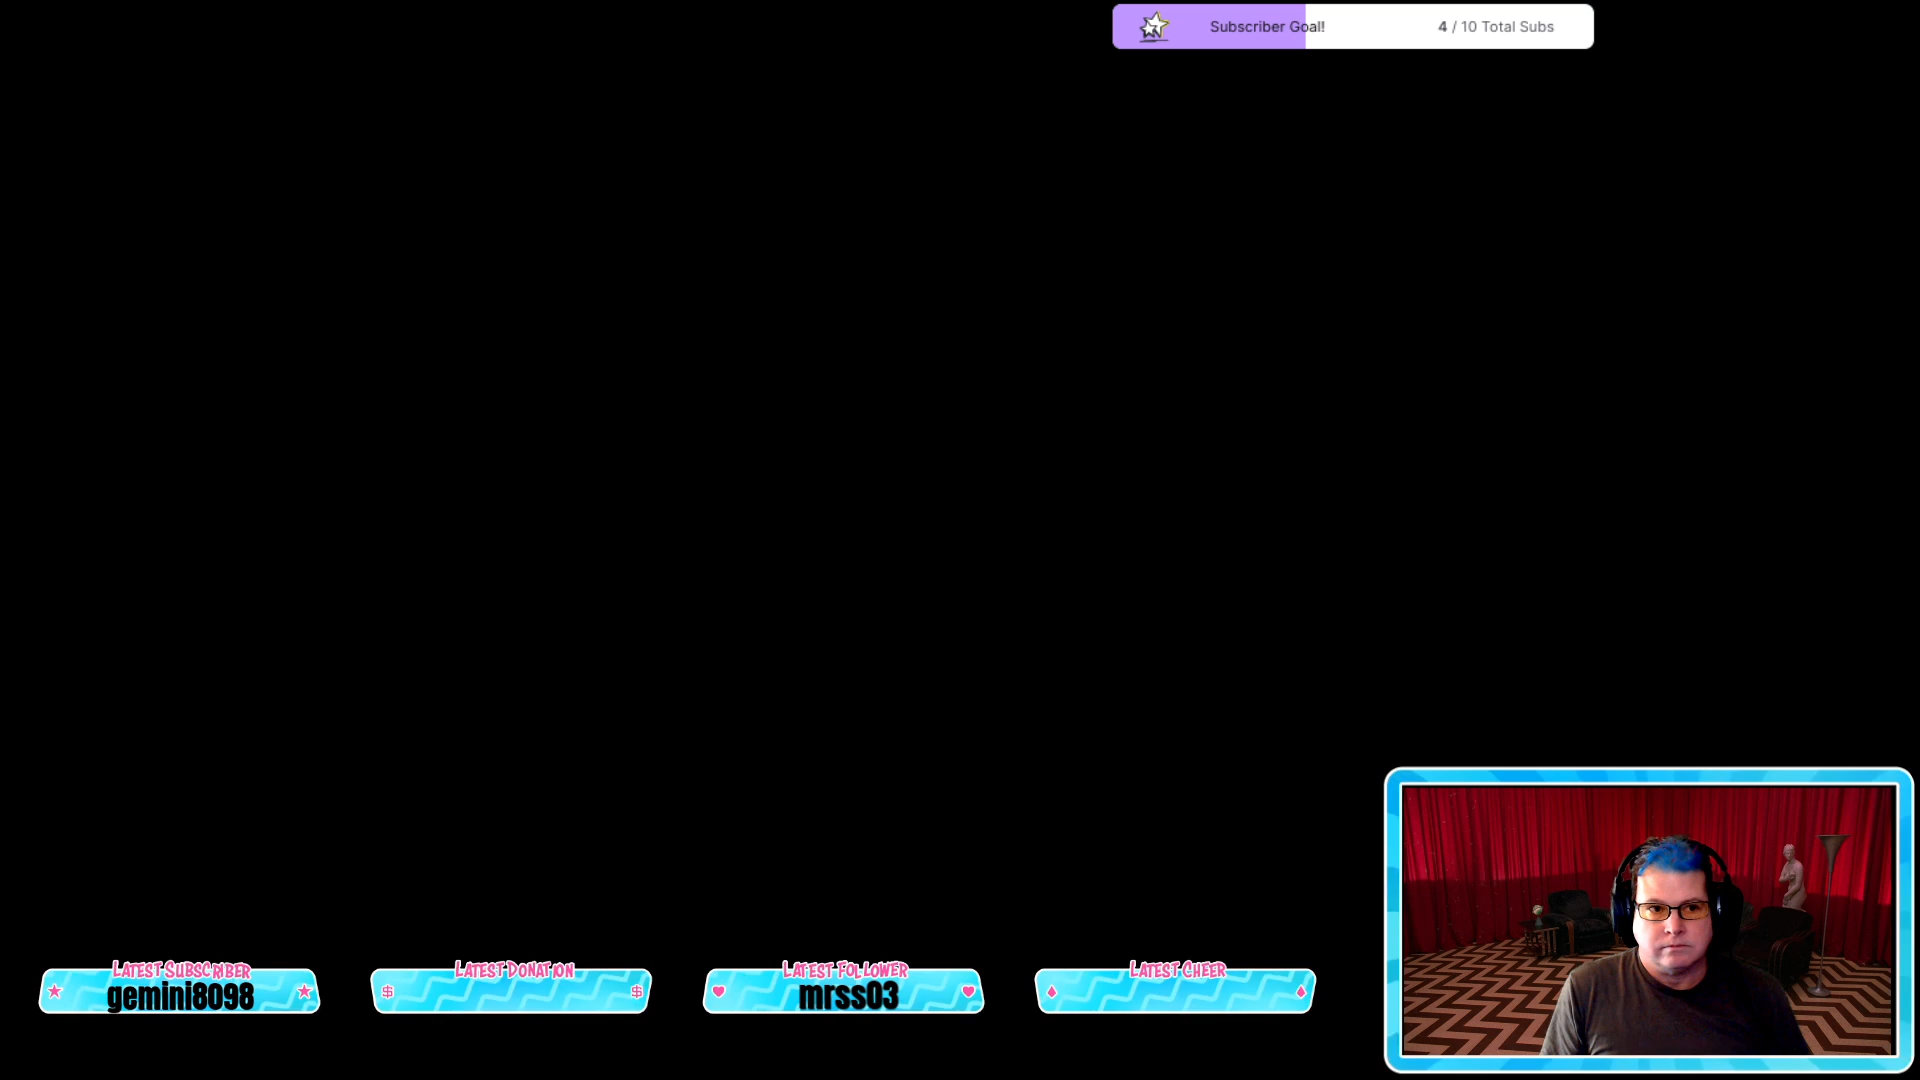 Subscriber Goal!
4 / 10 Total Subs
LATEST SUBSCRIBER
gemini8098
$ LATEST DONATION $
LATEST FOLLOWER
mrss03
LATEST CHEER